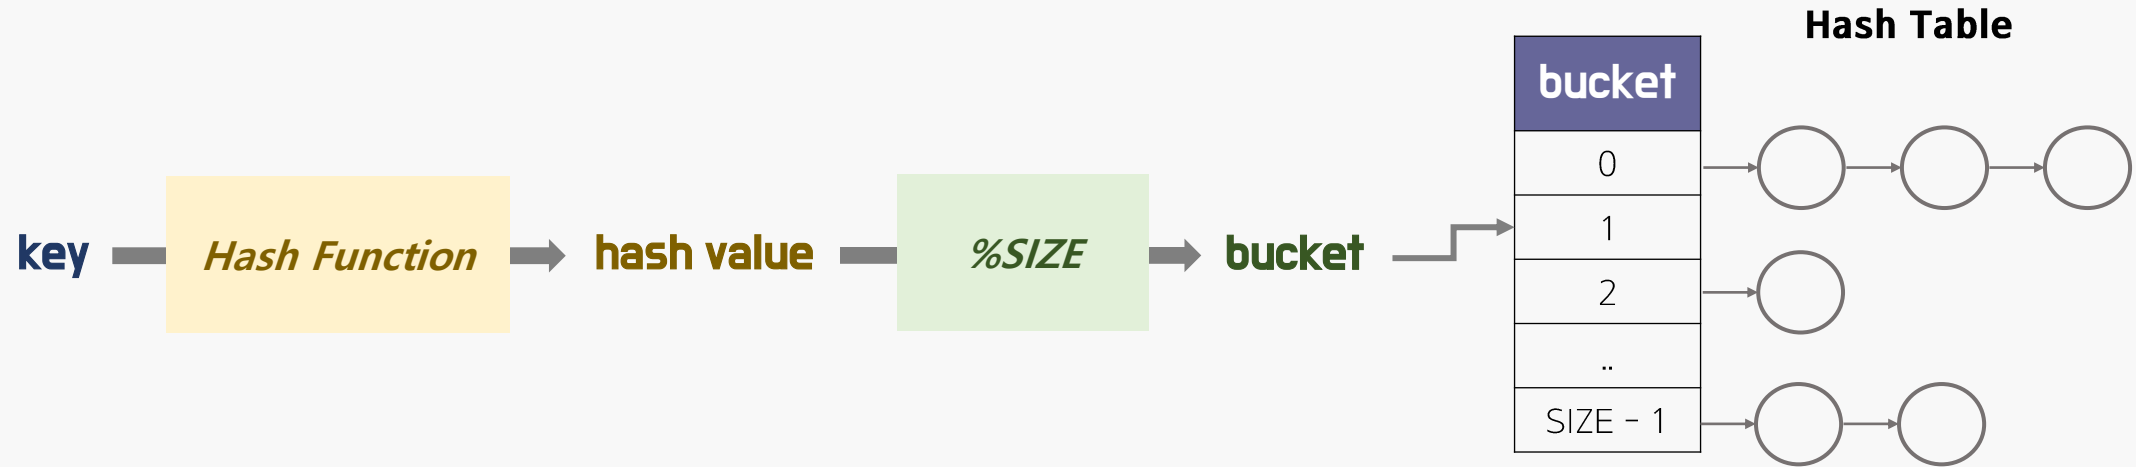 Hash Table
key
Hash Function
hash value
%SIZE
bucket
bucket
0
1
2
..
SIZE - 1